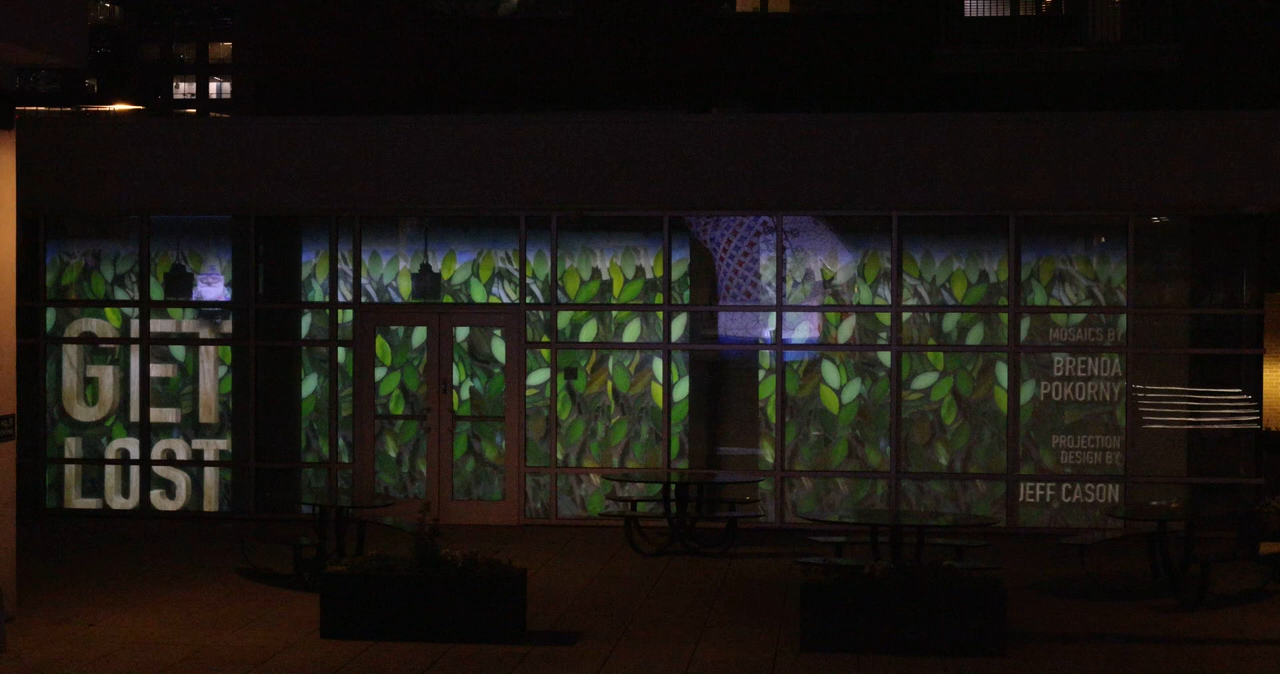 GET
LOST
MOSAICS BY
BRENDA
POKORNY
PROJECTION
DESIGN BY
JEFF CASON